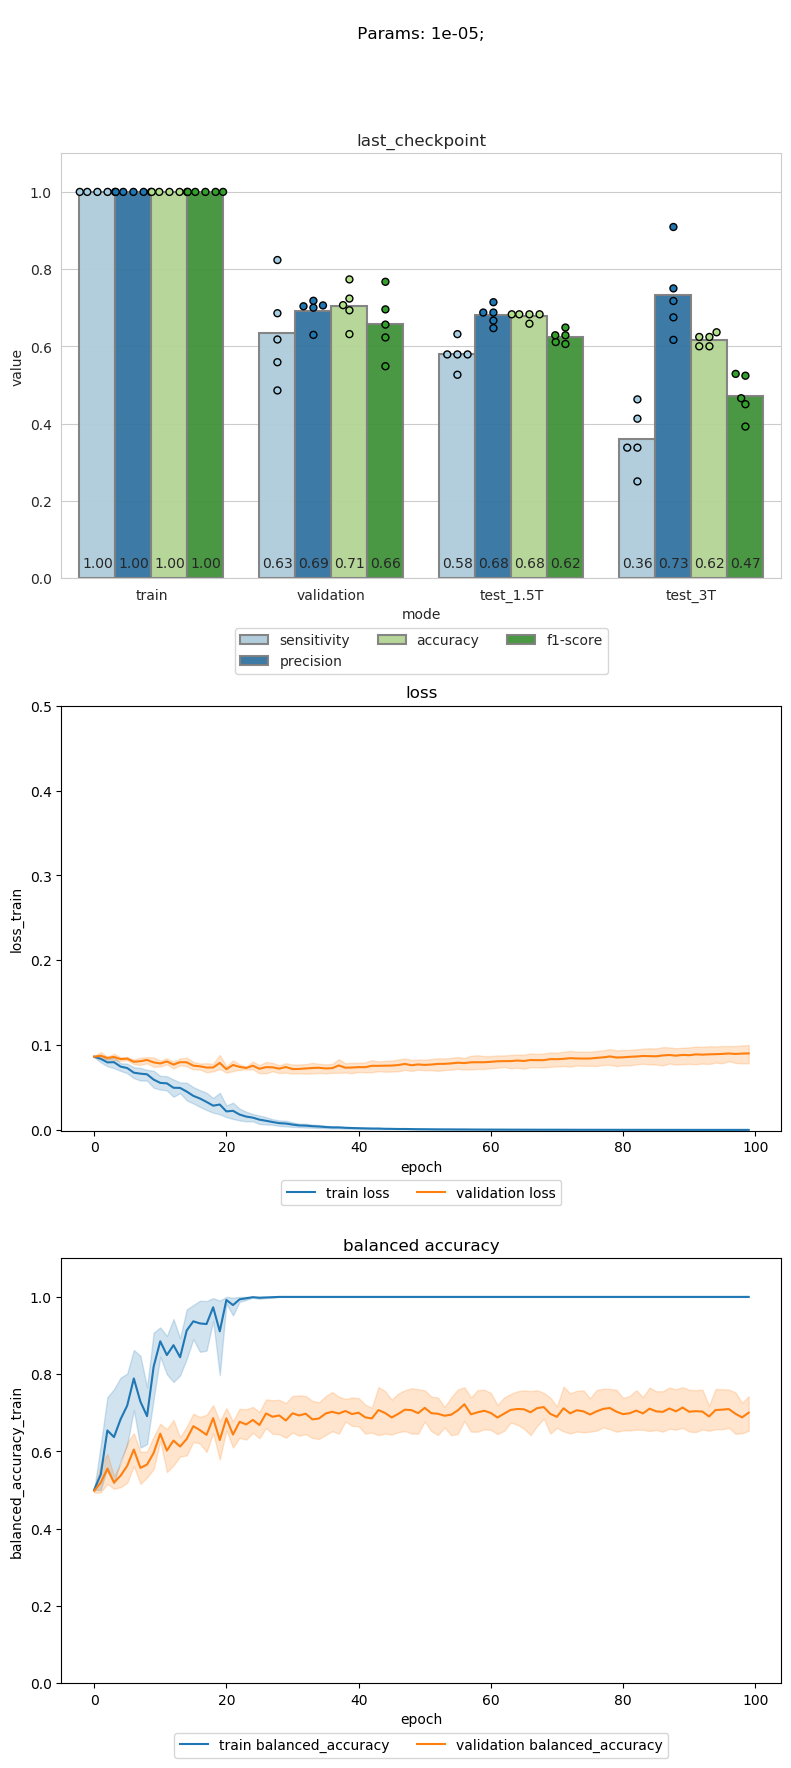 Params: 1e-05;
last_checkpoint
1.0
0.8
0.6
0.4
0.2
0.0
value
1.00 1.00 1.00 1.00 0.63 0.69 0.71 0.66 0.58 0.68 0.68 0.62 0.36 0.73 0.62 0.47
train validation test_1.5T test_3T
mode
sensitivity accuracy f1-score
precision
loss
0.5
0.4
0.3
0.2
0.1
0.0
loss_train
0 20 40 60 80 100
epoch
train loss validation loss
balanced accuracy
1.0
0.8
0.6
0.4
0.2
0.0
balanced_accuracy_train
0 20 40 60 80 100
epoch
train balanced_accuracy validation balanced_accuracy